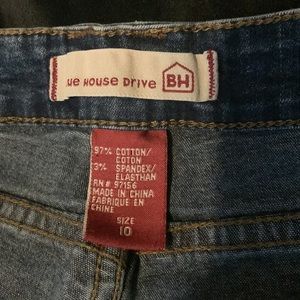 ue House Drive BH
97% COTTON/
COTON
3% SPANDEX/
ELASTHAN
RN# 97156
MADE IN CHINA
FABRIQUE EN
CHINE
SIZE
10